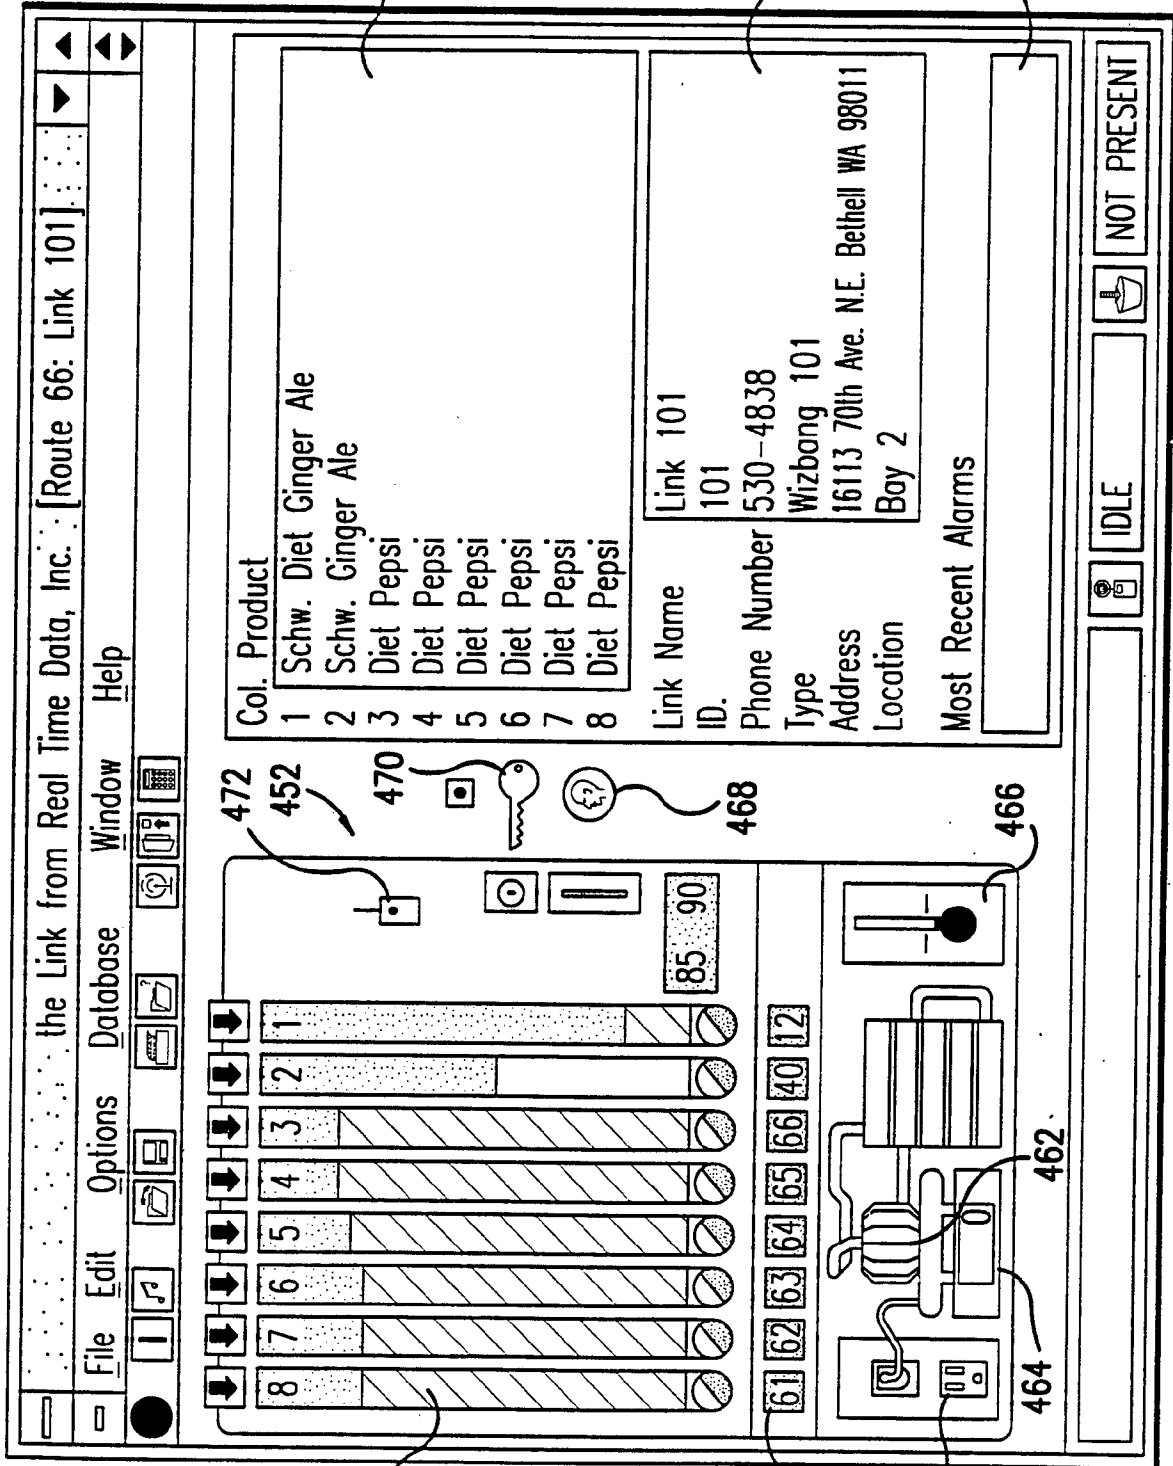 the Link from Real Time Data, Inc. [Route 66: Link 101]
File Edit Options Database Window Help
8 7 6 5 4 3 2 1
472
452
85 90
470
468
61 62 63 64 65 66 40 12
462
464
0
466
Col. Product
1 Schw. Diet Ginger Ale
2 Schw. Ginger Ale
3 Diet Pepsi
4 Diet Pepsi
5 Diet Pepsi
6 Diet Pepsi
7 Diet Pepsi
8 Diet Pepsi
Link Name Link 101
ID. 101
Phone Number 530-4838
Type Wizbang 101
Address 16113 70th Ave. N.E. Bethell WA 98011
Location Bay 2
Most Recent Alarms
IDLE
NOT PRESENT